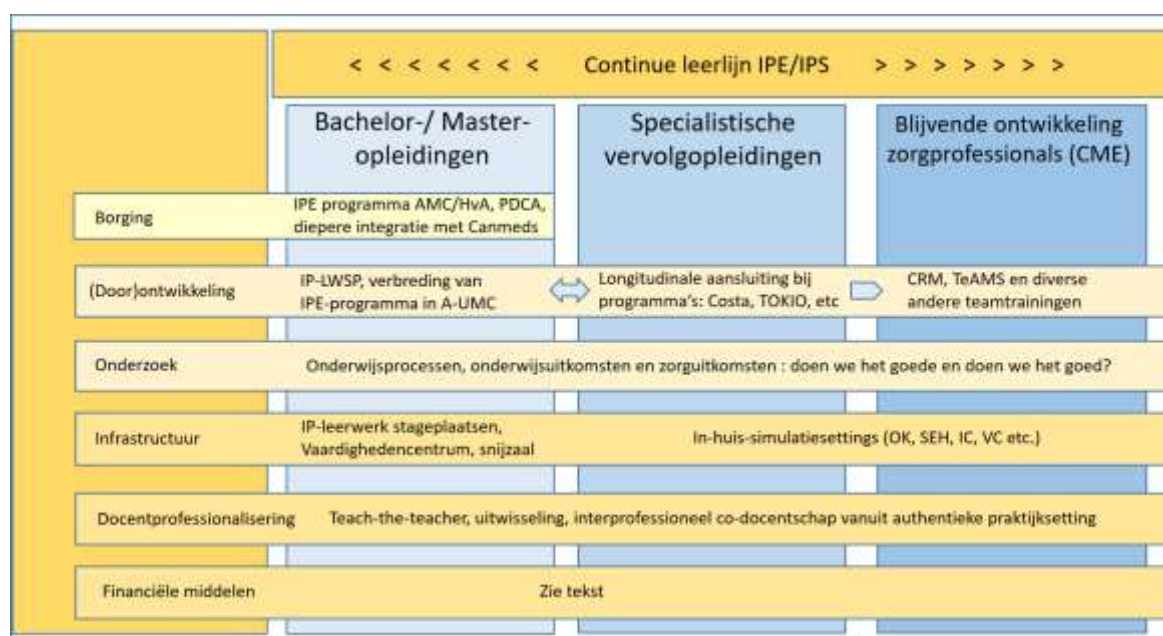 < < < < < < < Continue leerlijn IPE/IPS > > > > > > >
Bachelor-/ Master-
opleidingen
Specialistische
vervolgopleidingen
Blijvende ontwikkeling
zorgprofessionals (CME)
Borging
IPE programma AMC/HvA, PDCA,
diepere integratie met Canmeds
(Door)ontwikkeling
IP-LWSP, verbreding van
IPE-programma in A-UMC
Longitudinale aansluiting bij
programma's: Costa, TOKIO, etc
CRM, TeAMS en diverse
andere teamtrainingen
Onderzoek
Onderwijsprocessen, onderwijsuitkomsten en zorguitkomsten : doen we het goede en doen we het goed?
Infrastructuur
IP-leerwerk stageplaatsen,
Vaardighedencentrum, snijzaal
In-huis-simulatiesettings (OK, SEH, IC, VC etc.)
Docentprofessionalisering
Teach-the-teacher, uitwisseling, interprofessioneel co-docentschap vanuit authentieke praktijksetting
Financiële middelen
Zie tekst